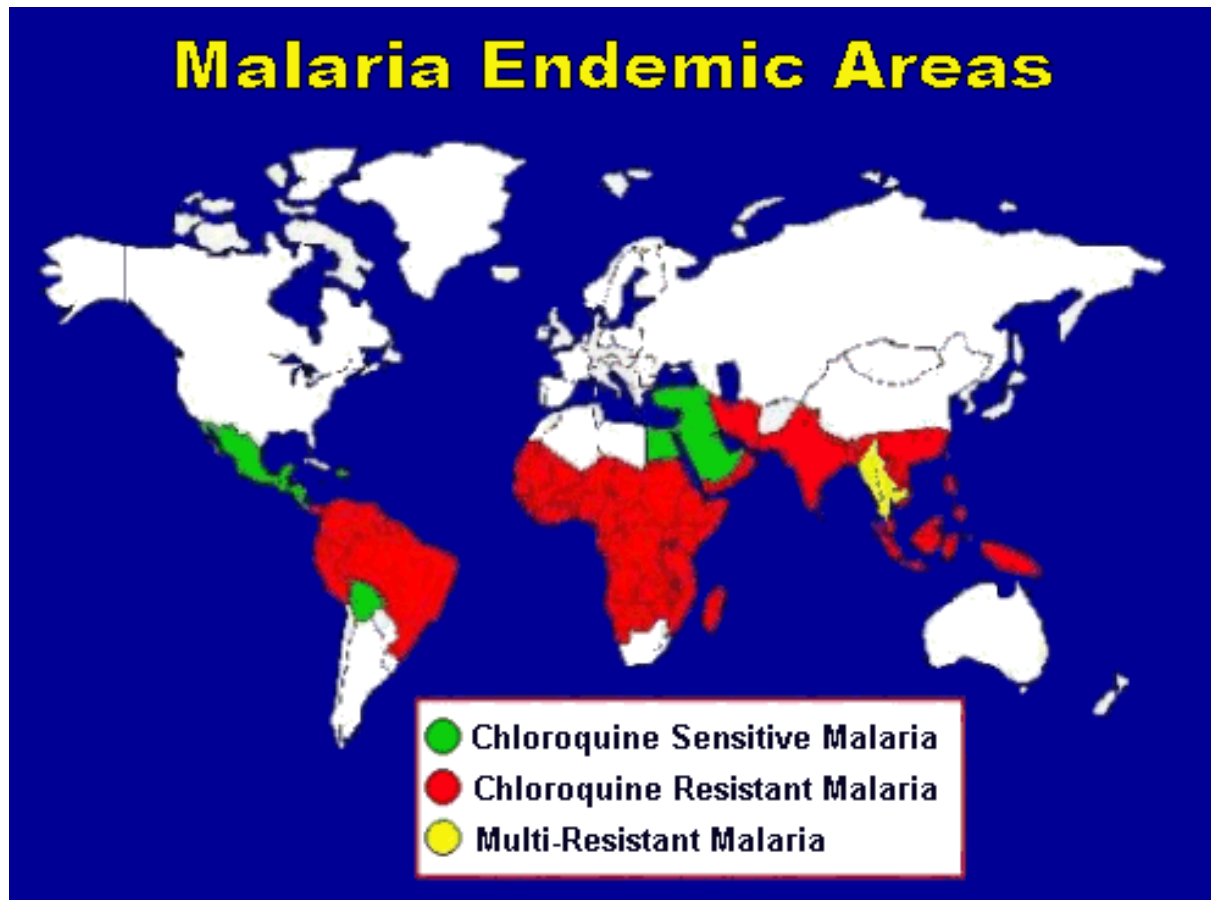 Malaria Endemic Areas
Chloroquine Sensitive Malaria
Chloroquine Resistant Malaria
Multi-Resistant Malaria